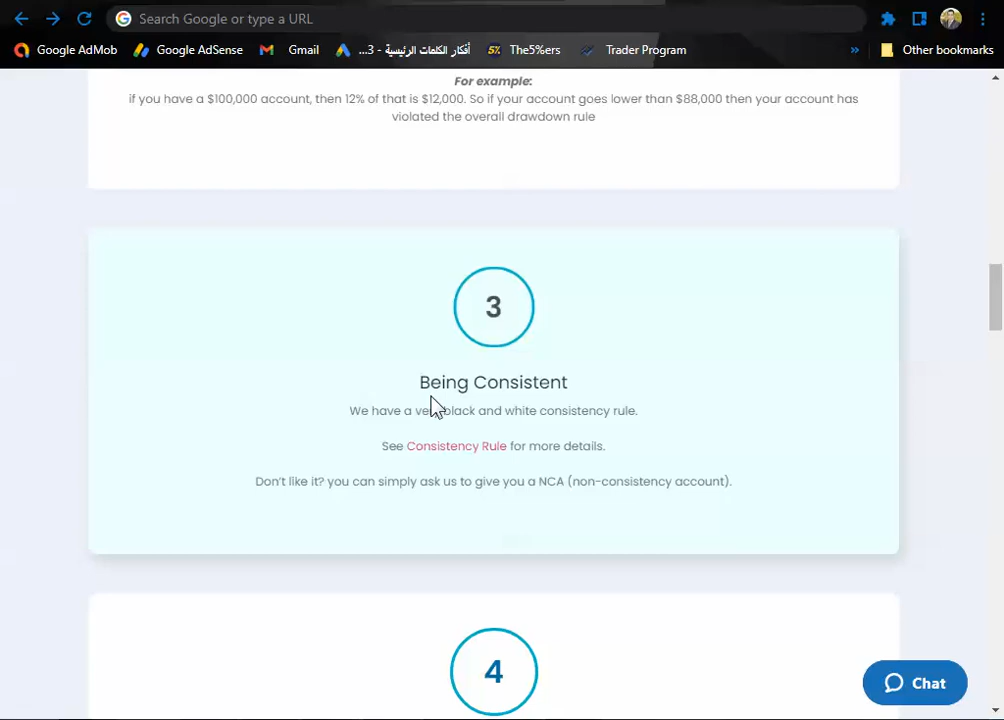 Search Google or type a URL
Google AdMob Google AdSense Gmail أفكار الكلمات الرئيسية - 3... The5%ers Trader Program » Other bookmarks
For example:
if you have a $100,000 account, then 12% of that is $12,000. So if your account goes lower than $88,000 then your account has
violated the overall drawdown rule
3
Being Consistent
We have a very black and white consistency rule.
See Consistency Rule for more details.
Don't like it? you can simply ask us to give you a NCA (non-consistency account).
4
Chat